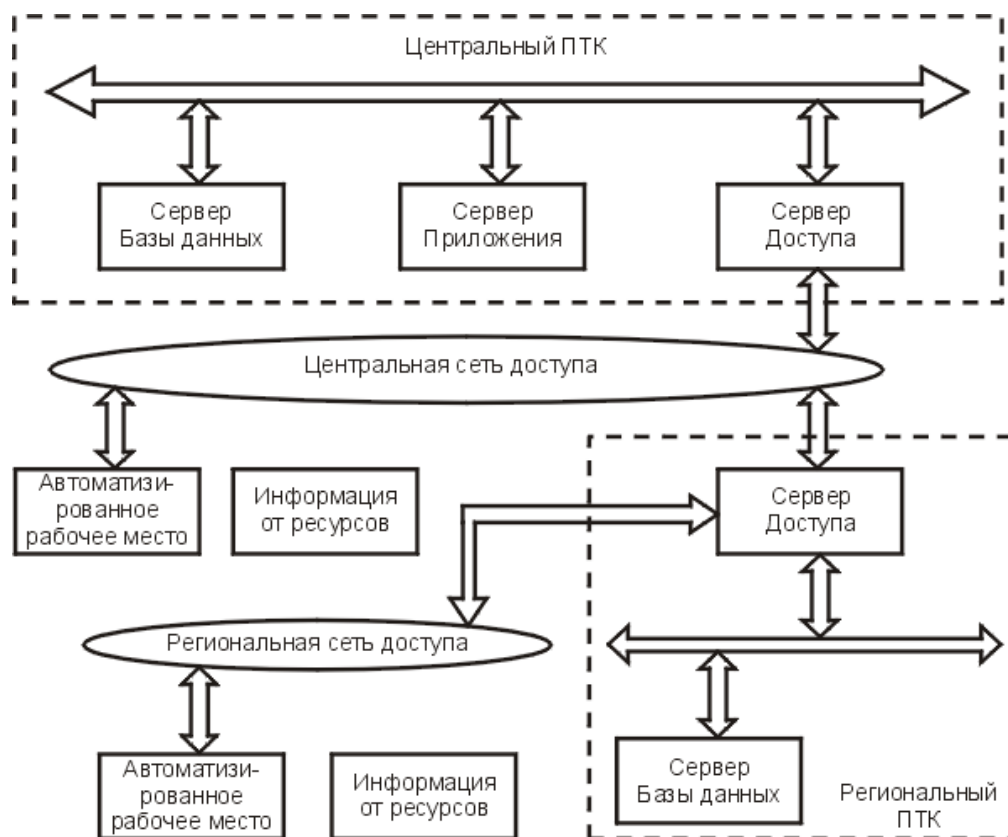 Центральный ПТК
Сервер
Базы данных
Сервер
Приложения
Сервер
Доступа
Центральная сеть доступа
Автоматизи-
рованное
рабочее место
Информация
от ресурсов
Сервер
Доступа
Региональная сеть доступа
Автоматизи-
рованное
рабочее место
Информация
от ресурсов
Сервер
Базы данных
Региональный
ПТК